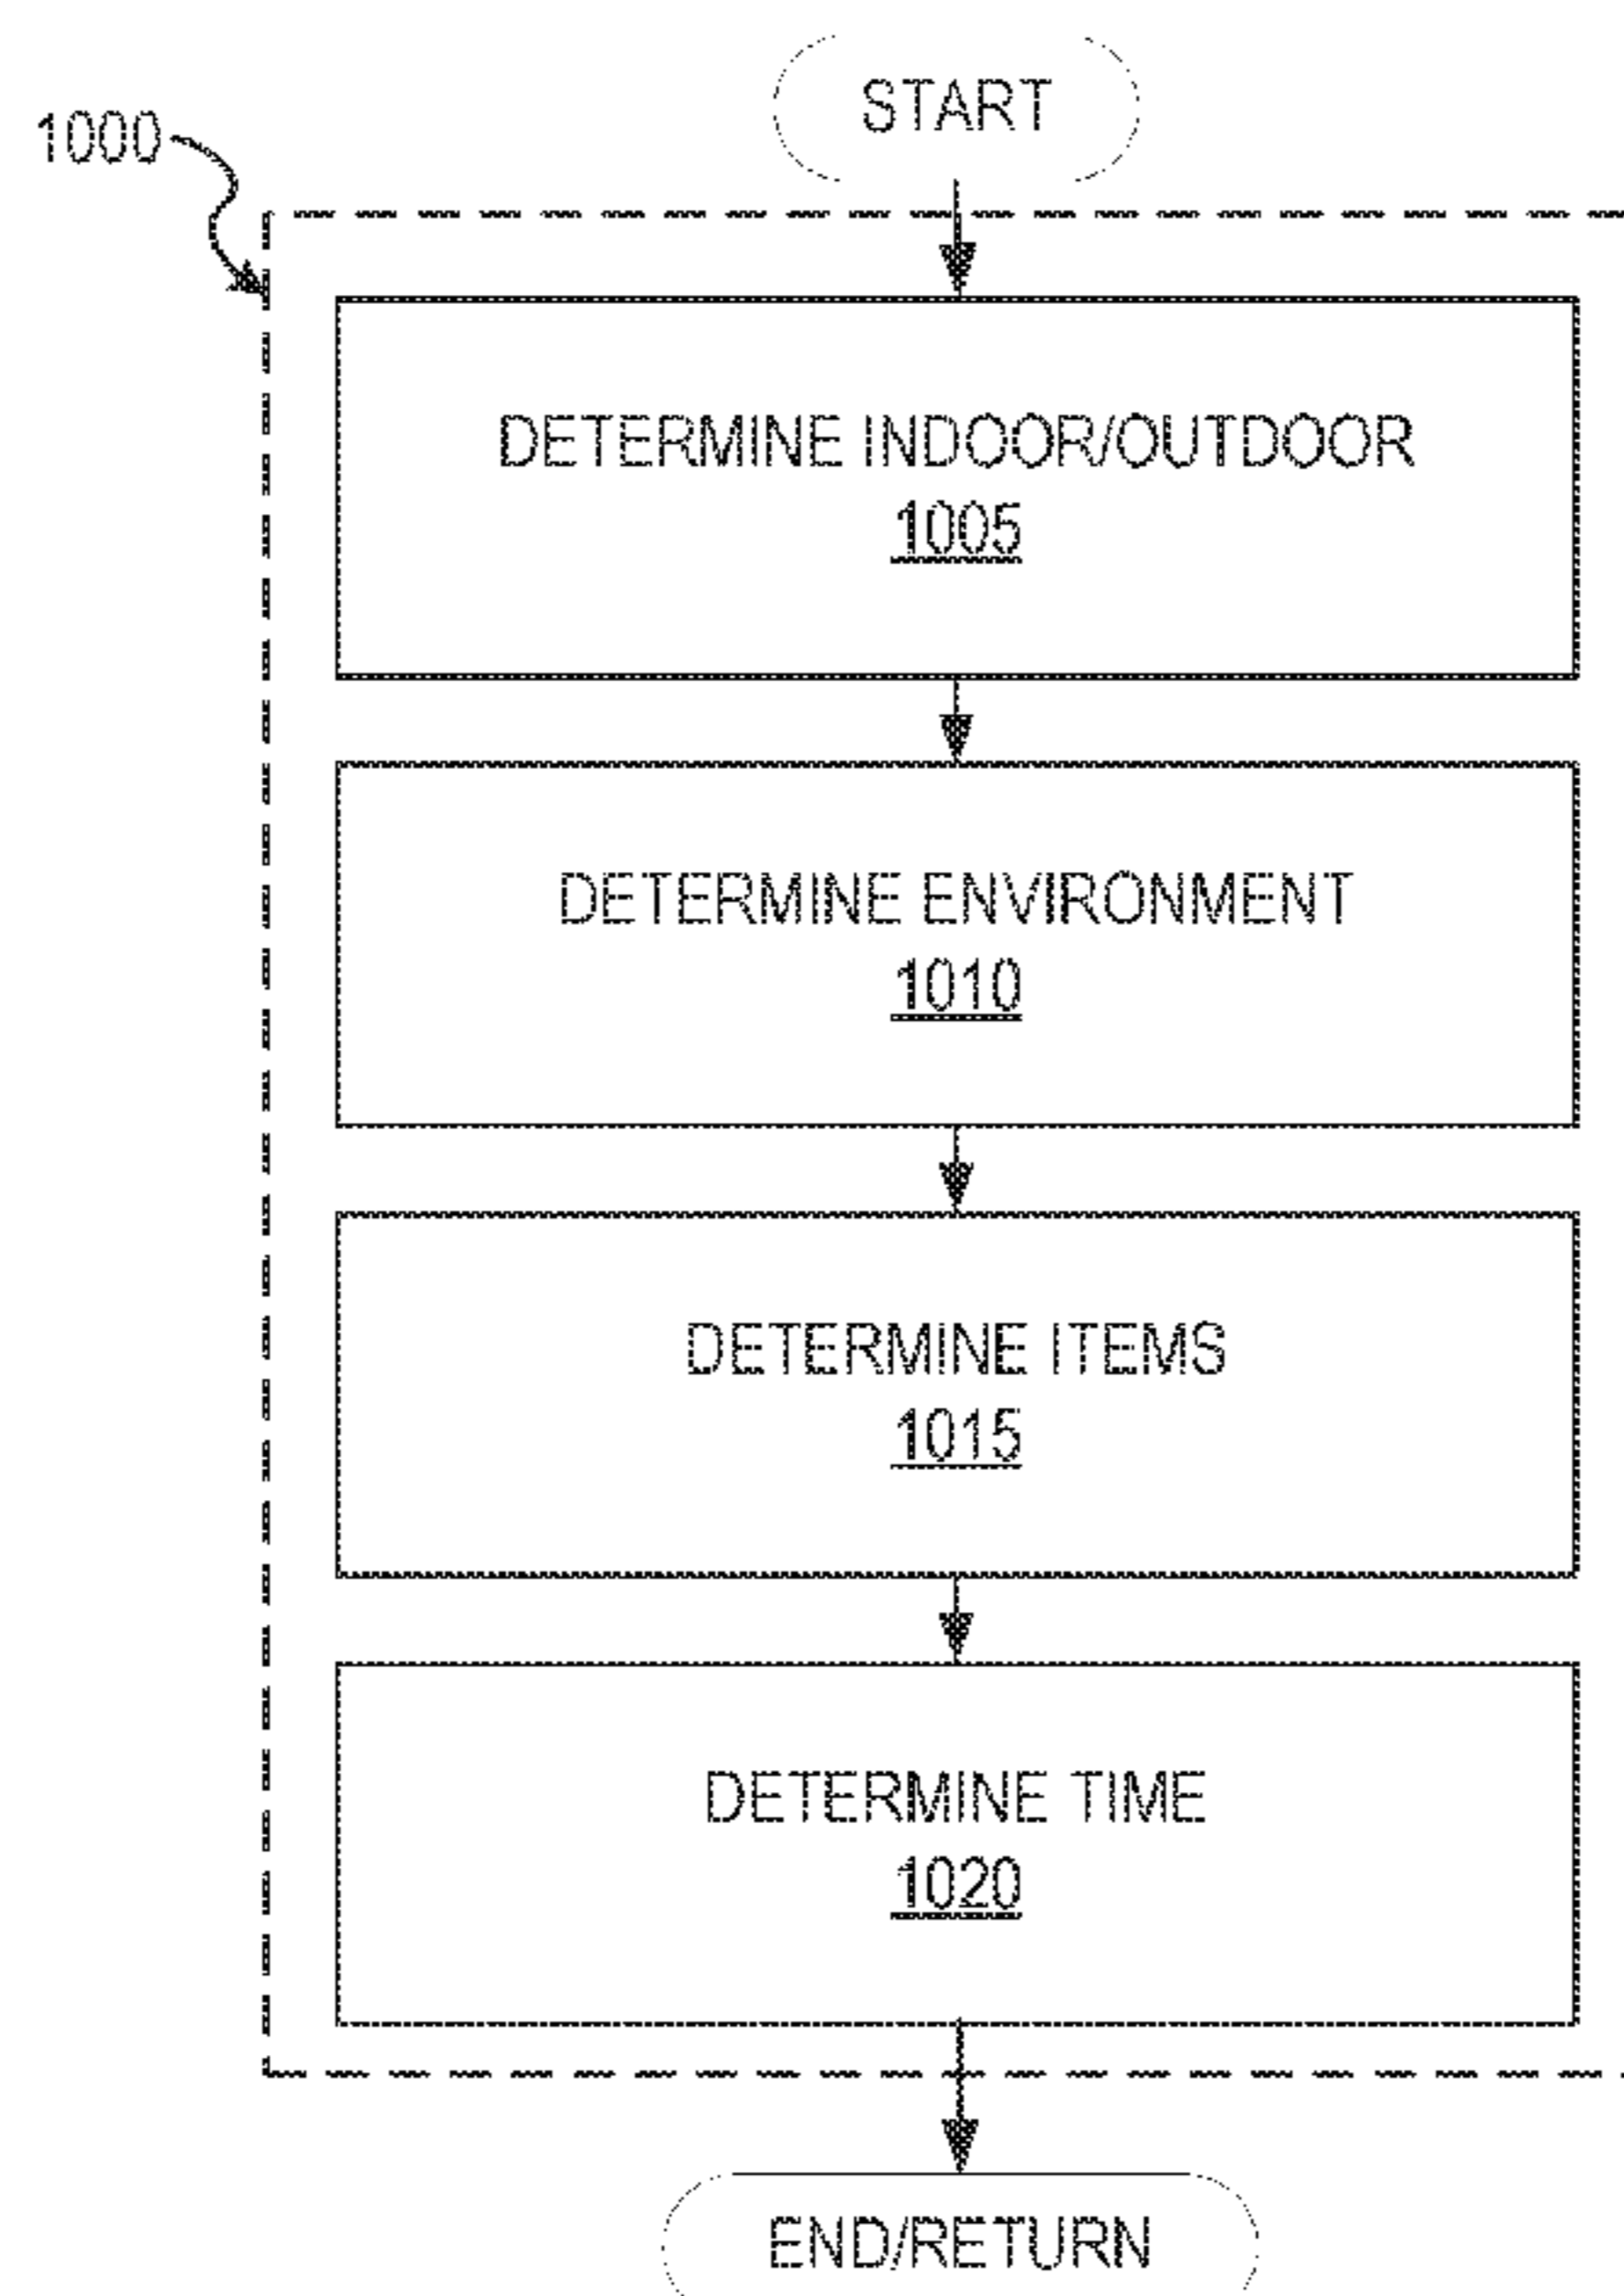 START
1000
DETERMINE INDOOR/OUTDOOR
1005
DETERMINE ENVIRONMENT
1010
DETERMINE ITEMS
1015
DETERMINE TIME
1020
END/RETURN